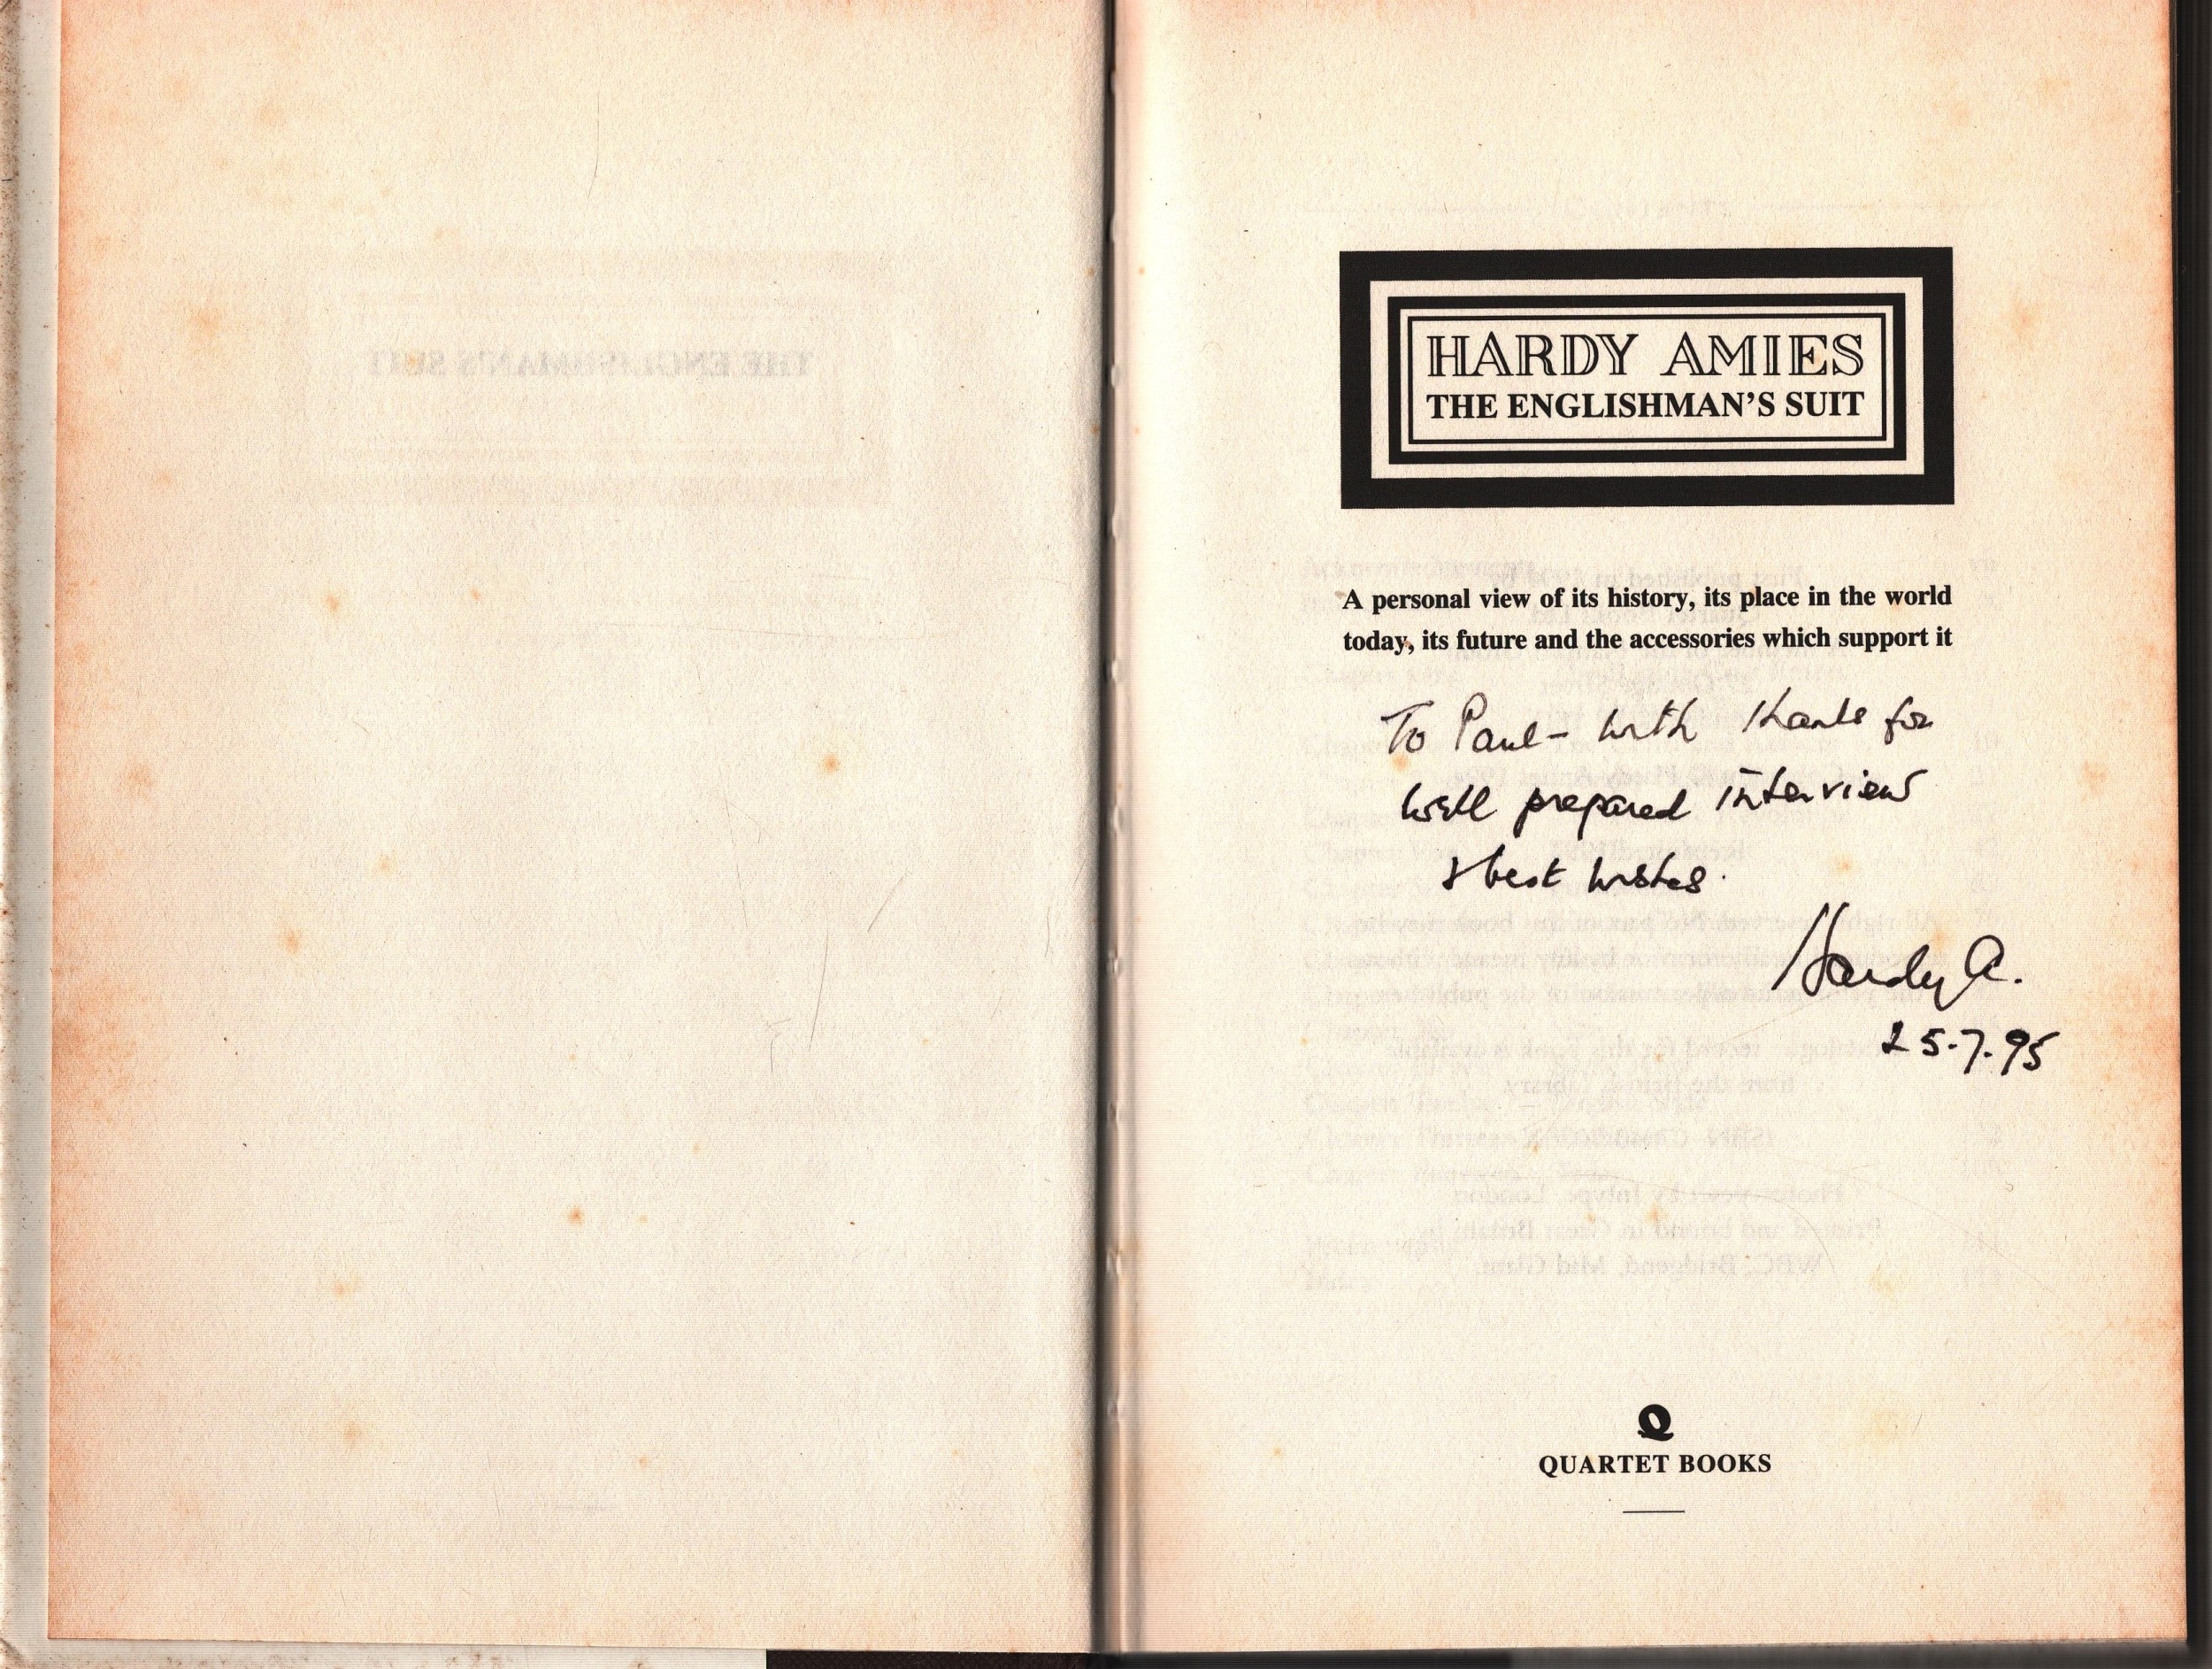 HARDY AMIES
THE ENGLISHMAN'S SUIT
A personal view of its history, its place in the world
today, its future and the accessories which support it
To Paul - with thanks for
well prepared interview
& best wishes.
Hardy A.
25.7.95
Q
QUARTET BOOKS